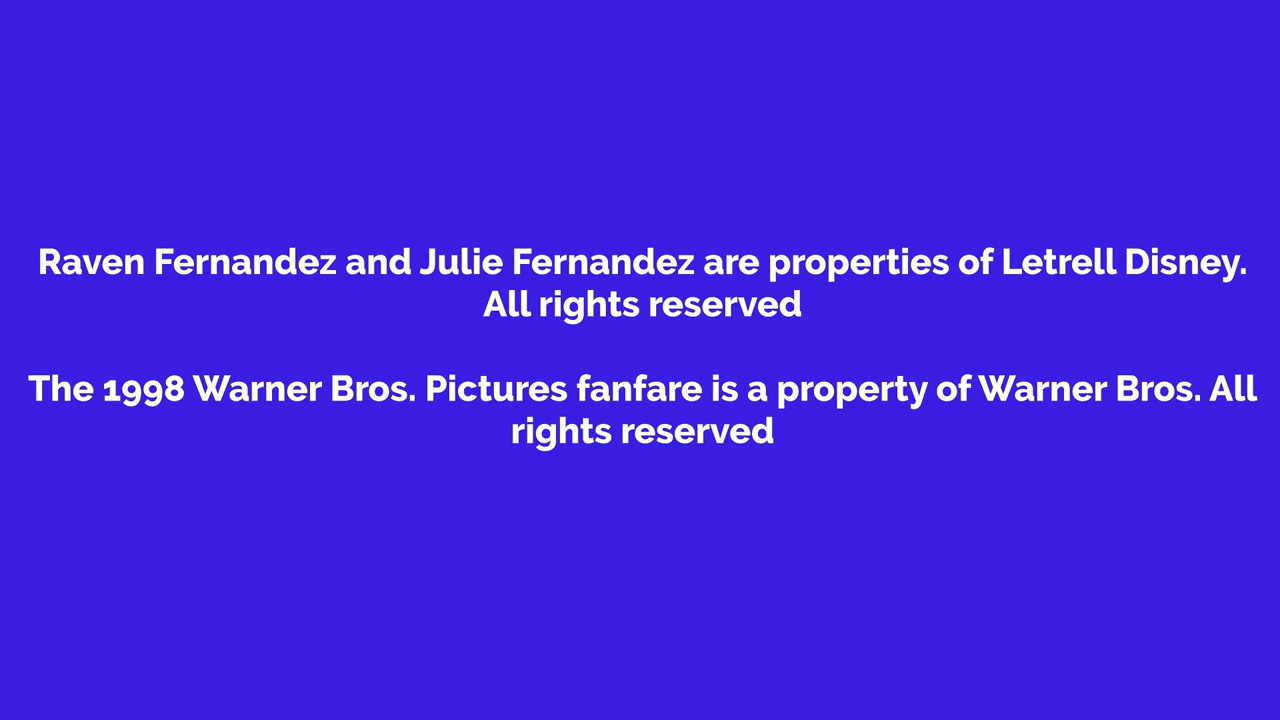 Raven Fernandez and Julie Fernandez are properties of Letrell Disney.
All rights reserved
The 1998 Warner Bros. Pictures fanfare is a property of Warner Bros. All
rights reserved